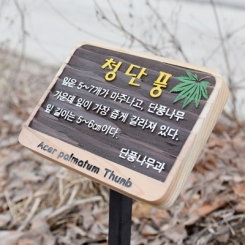 청단풍
잎은 5~7개가 마주나고, 단풍나무
가운데 잎이 가장 좁게 갈라져 있다.
잎 길이는 5~6㎝이다.
단풍나무과
Acer palmatum Thunb